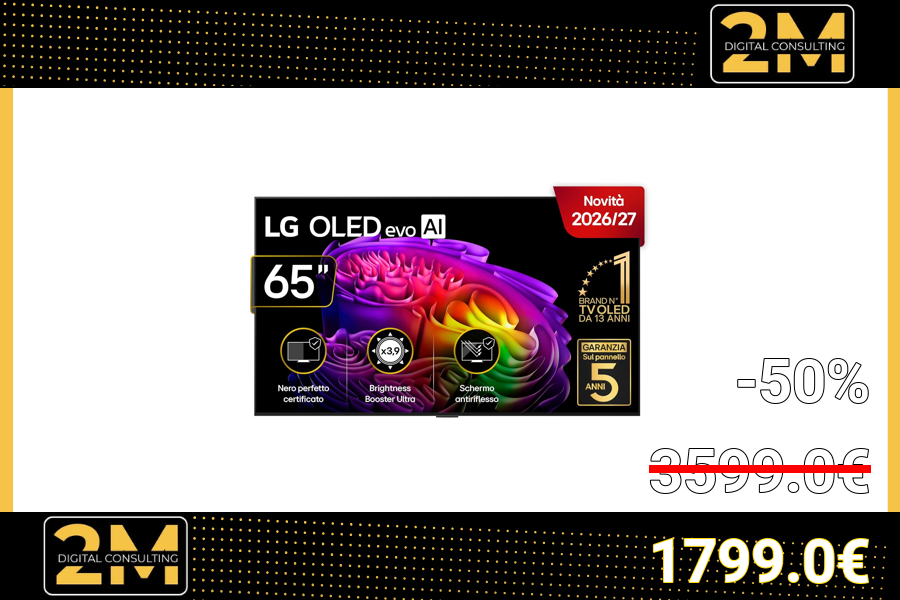 2M
DIGITAL CONSULTING
LG OLED evo AI
Novità
2026/27
65"
1
BRAND N°
TV OLED
DA 13 ANNI
x3,9
Nero perfetto
certificato
Brightness
Booster Ultra
Schermo
antiriflesso
GARANZIA
Sul pannello
5
ANNI
-50%
3599.0€
2M
DIGITAL CONSULTING
1799.0€